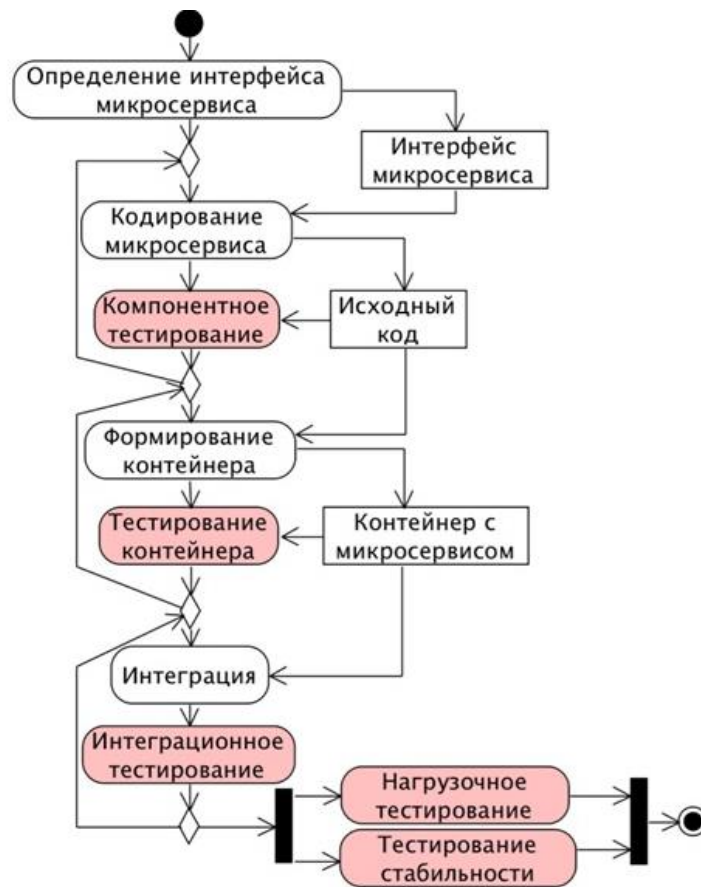 Определение интерфейса
микросервиса
Интерфейс
микросервиса
Кодирование
микросервиса
Компонентное
тестирование
Исходный
код
Формирование
контейнера
Тестирование
контейнера
Контейнер с
микросервисом
Интеграция
Интеграционное
тестирование
Нагрузочное
тестирование
Тестирование
стабильности